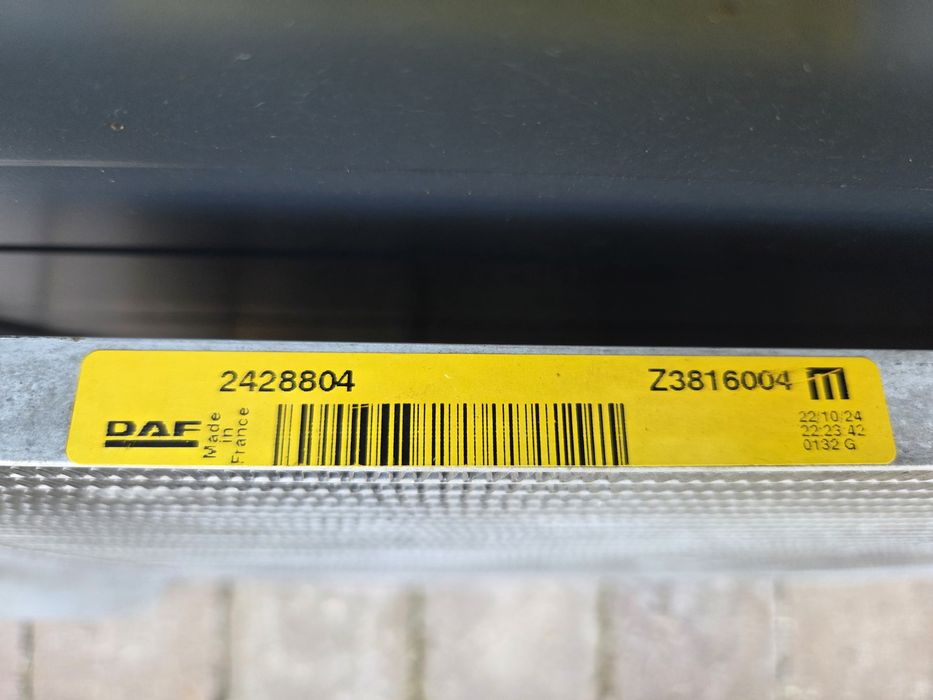 2428804
Z3816004
DAF
Made
in
France
22/10/24
22:23:42
0132 G